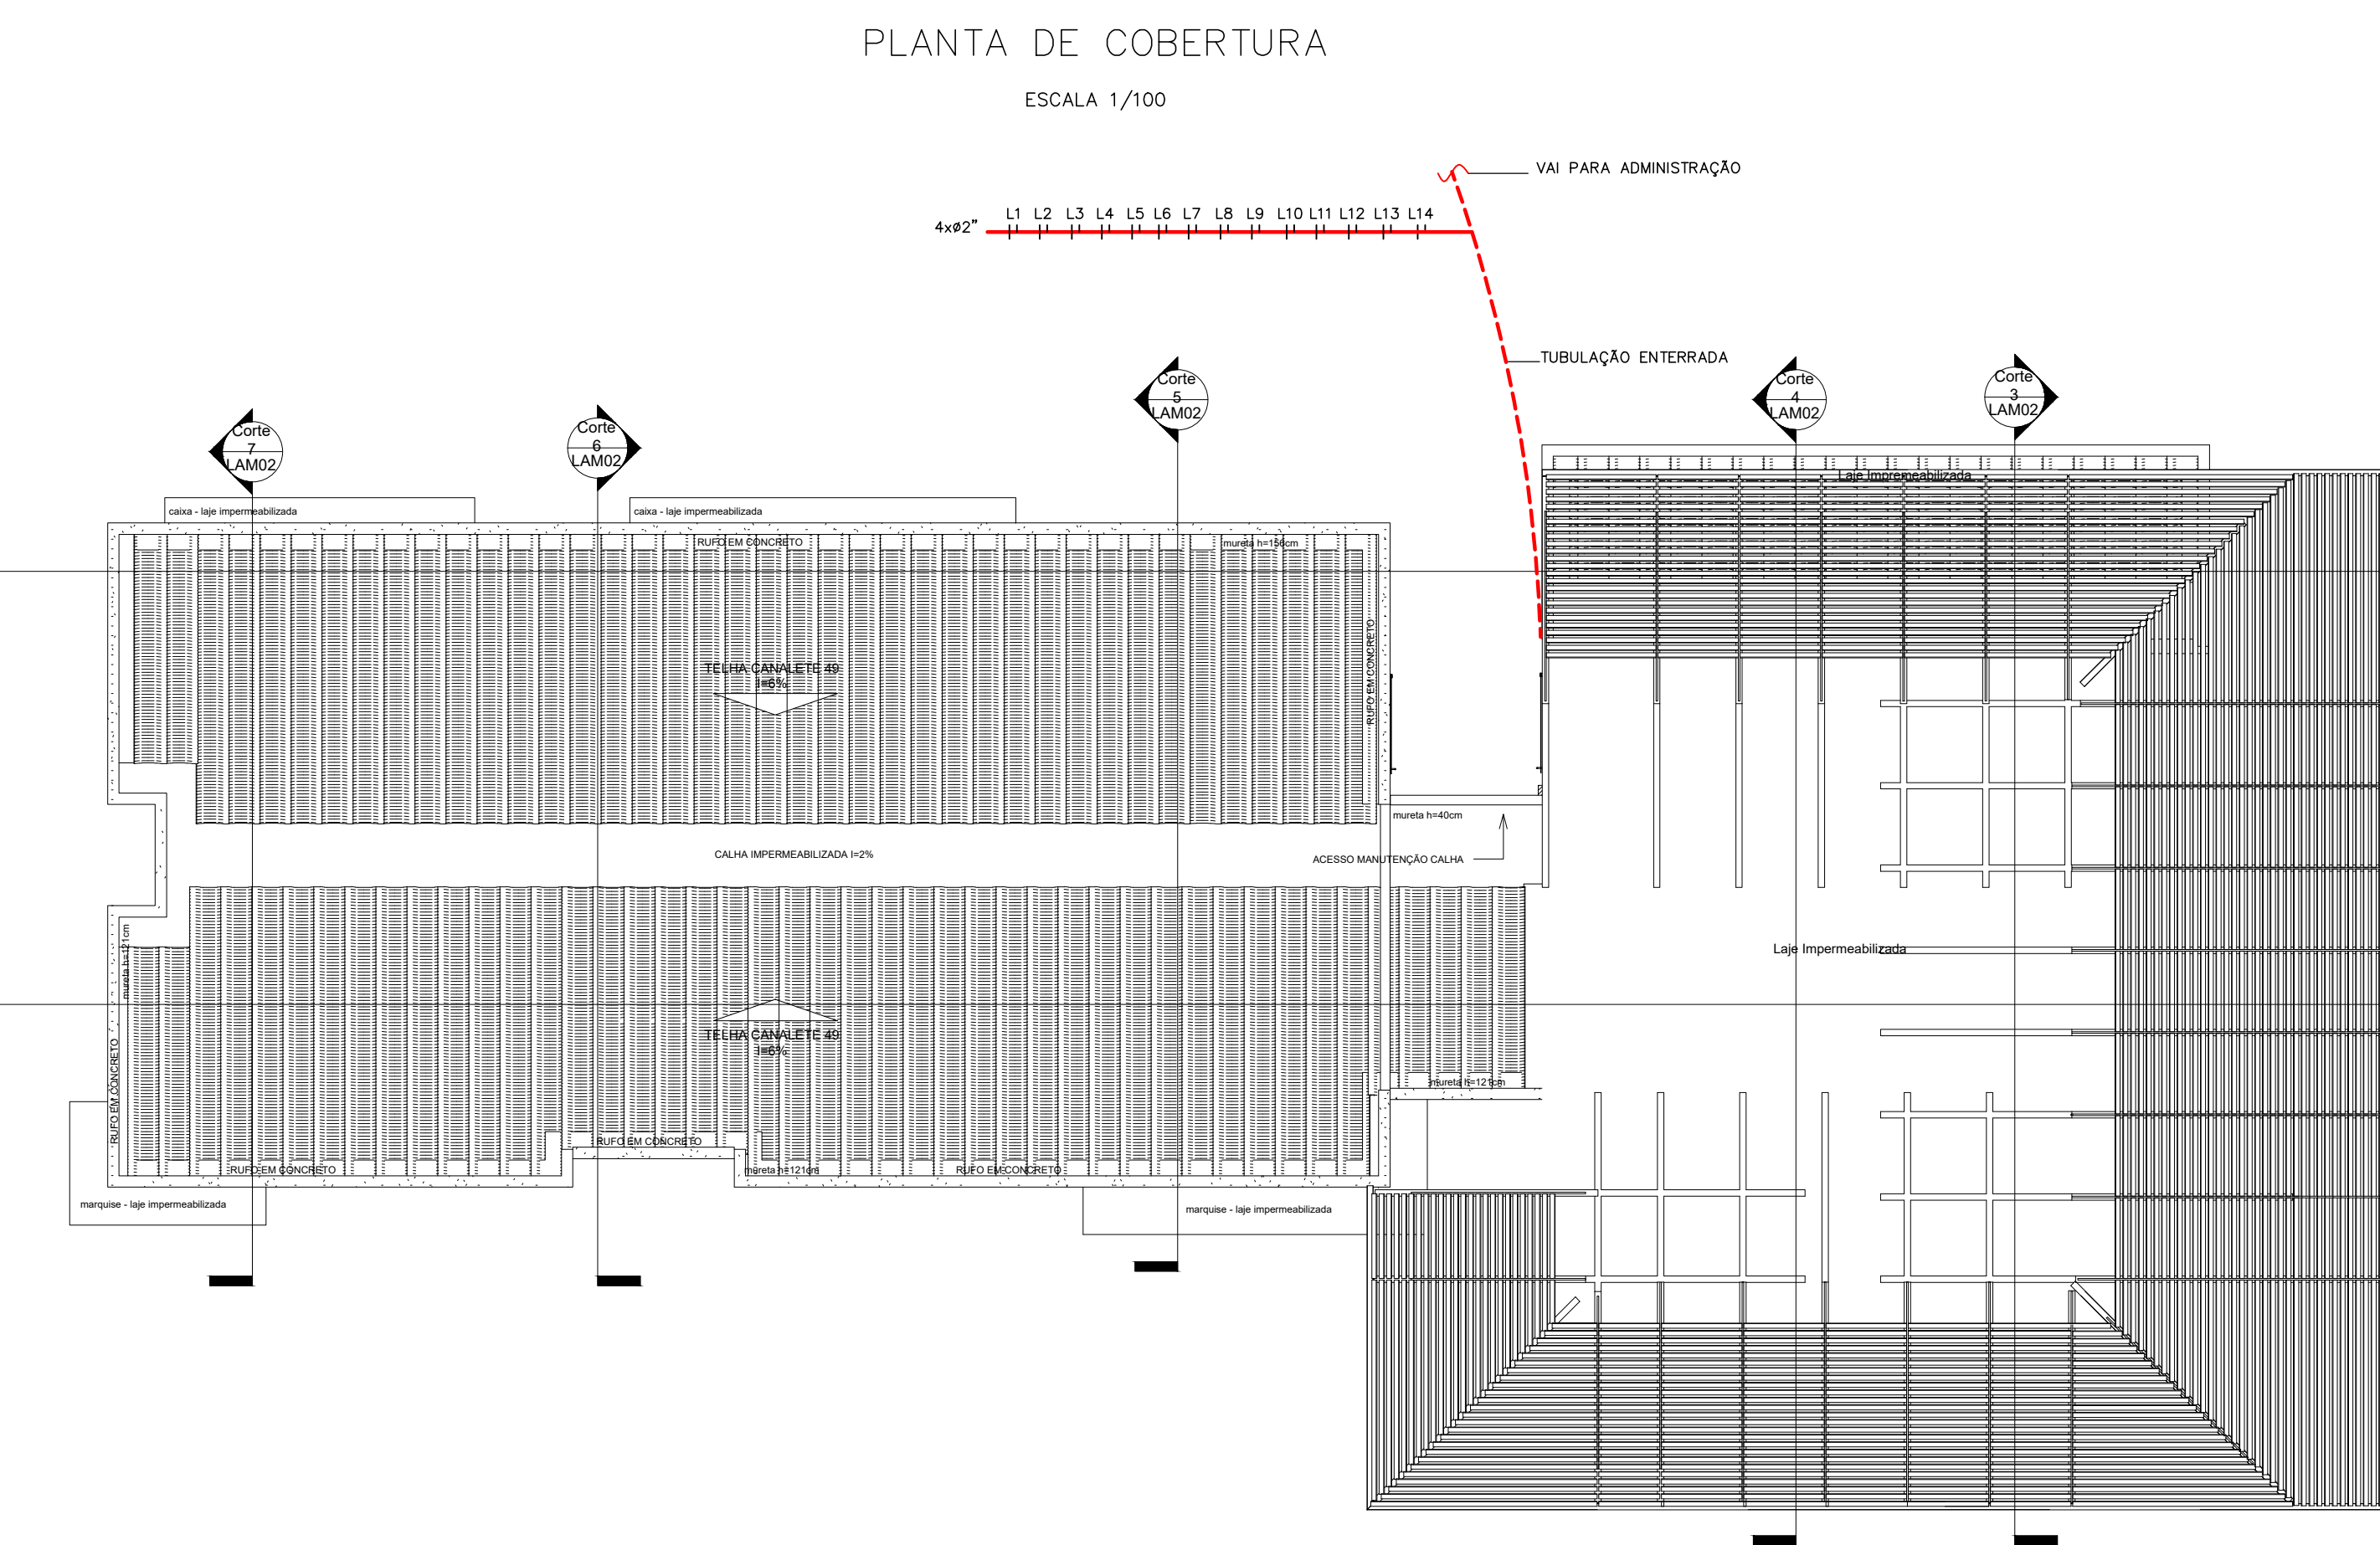 PLANTA DE COBERTURA
ESCALA 1/100
VAI PARA ADMINISTRAÇÃO
4xø2" L1 L2 L3 L4 L5 L6 L7 L8 L9 L10 L11 L12 L13 L14
TUBULAÇÃO ENTERRADA
Corte
7
LAM02
Corte
6
LAM02
Corte
5
LAM02
Corte
4
LAM02
Corte
3
LAM02
Laje Impremeabilizada
caixa - laje impermeabilizada
caixa - laje impermeabilizada
RUFO EM CONCRETO
mureta h=156cm
RUFO EM CONCRETO
TELHA CANALETE 49
I=6%
mureta h=40cm
CALHA IMPERMEABILIZADA I=2%
ACESSO MANUTENÇÃO CALHA
mureta h=121cm
Laje Impermeabilizada
TELHA CANALETE 49
I=6%
RUFO EM CONCRETO
mureta h=121cm
RUFO EM CONCRETO
RUFO EM CONCRETO
mureta h=121cm
RUFO EM CONCRETO
marquise - laje impermeabilizada
marquise - laje impermeabilizada